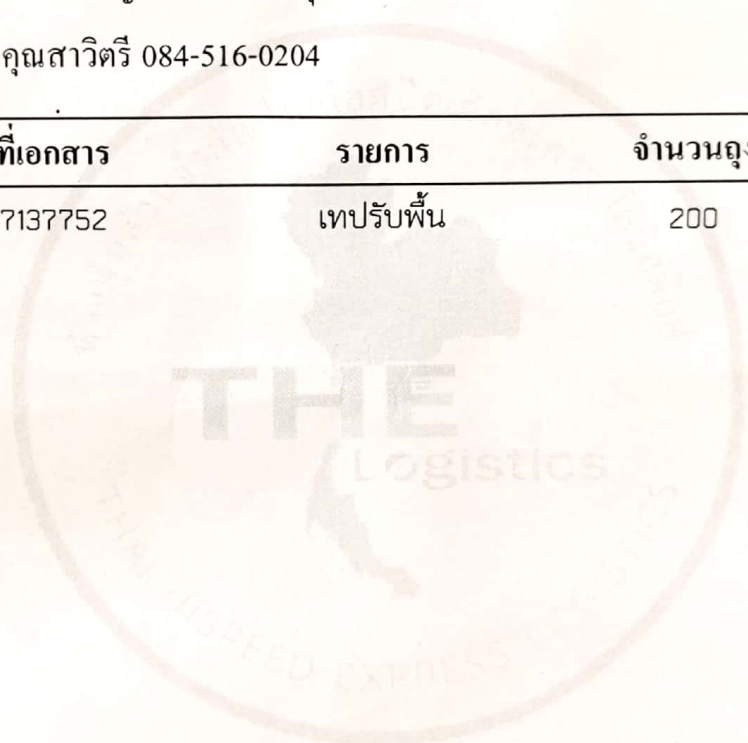 คุณสาวิตรี 084-516-0204
ที่เอกสาร รายการ จำนวนถุง
7137752 เทปรับพื้น 200
THE
Logistics